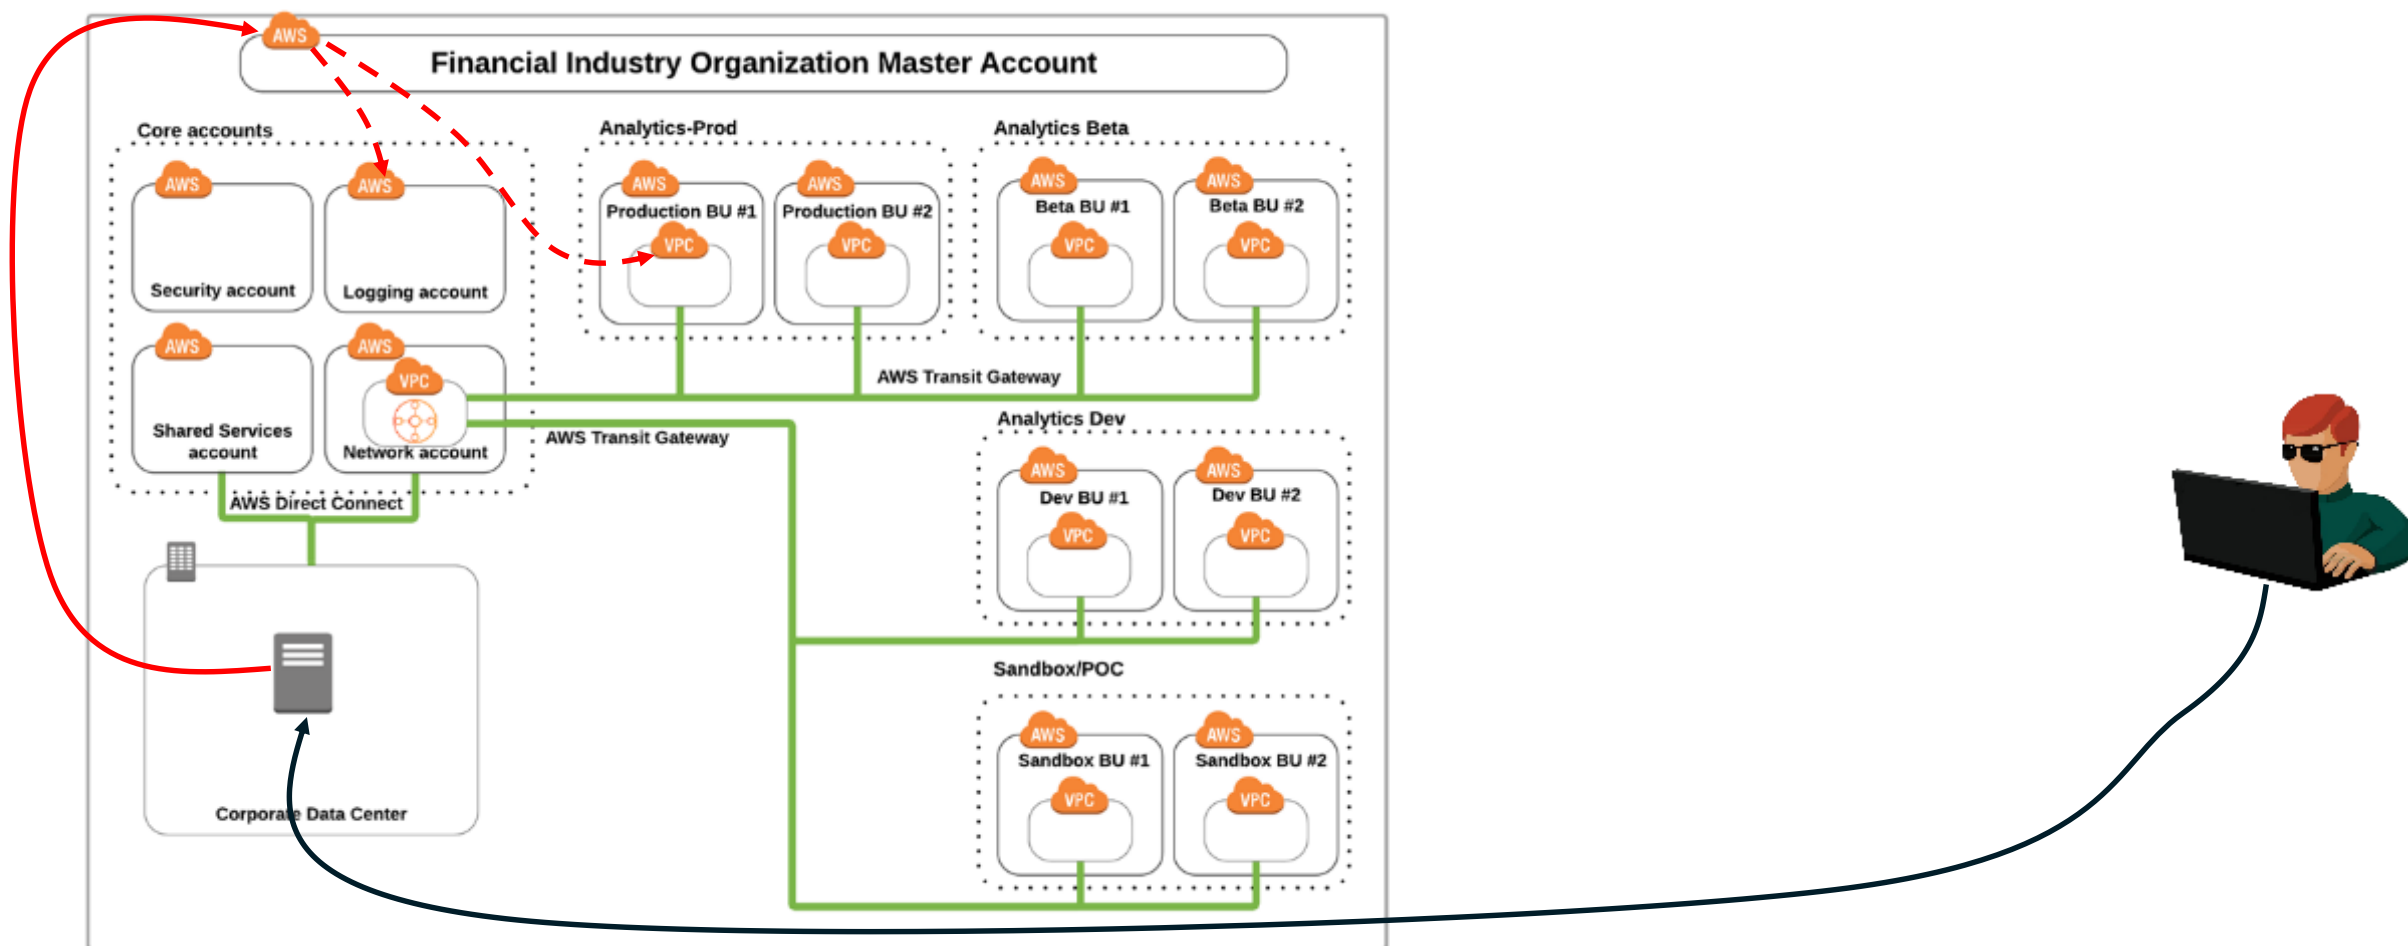 AWS
Financial Industry Organization Master Account
Core accounts
AWS
Security account
AWS
Logging account
AWS
Shared Services
account
AWS
VPC
Network account
AWS Direct Connect
Corporate Data Center
Analytics-Prod
AWS
Production BU #1
VPC
AWS
Production BU #2
VPC
Analytics Beta
AWS
Beta BU #1
VPC
AWS
Beta BU #2
VPC
AWS Transit Gateway
AWS Transit Gateway
Analytics Dev
AWS
Dev BU #1
VPC
AWS
Dev BU #2
VPC
Sandbox/POC
AWS
Sandbox BU #1
VPC
AWS
Sandbox BU #2
VPC